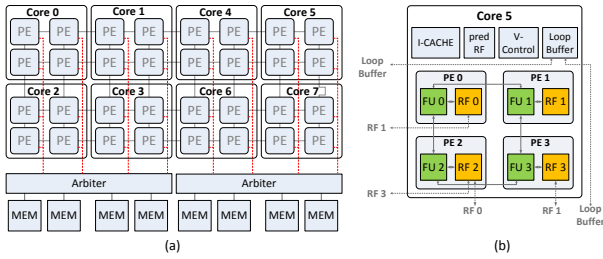 Core 0 Core 1 Core 4 Core 5
PE PE PE PE PE PE PE PE
PE PE PE PE PE PE PE PE
Core 2 Core 3 Core 6 Core 7
PE PE PE PE PE PE PE PE
PE PE PE PE PE PE PE PE
Arbiter Arbiter
MEM MEM MEM MEM MEM MEM MEM MEM
(a)
Core 5
I-CACHE
pred
RF
V-
Control
Loop
Buffer
Loop
Buffer
PE 0 PE 1
FU 0 RF 0 FU 1 RF 1
RF 1
PE 2 PE 3
FU 2 RF 2 FU 3 RF 3
RF 3
RF 0 RF 1
Loop
Buffer
(b)